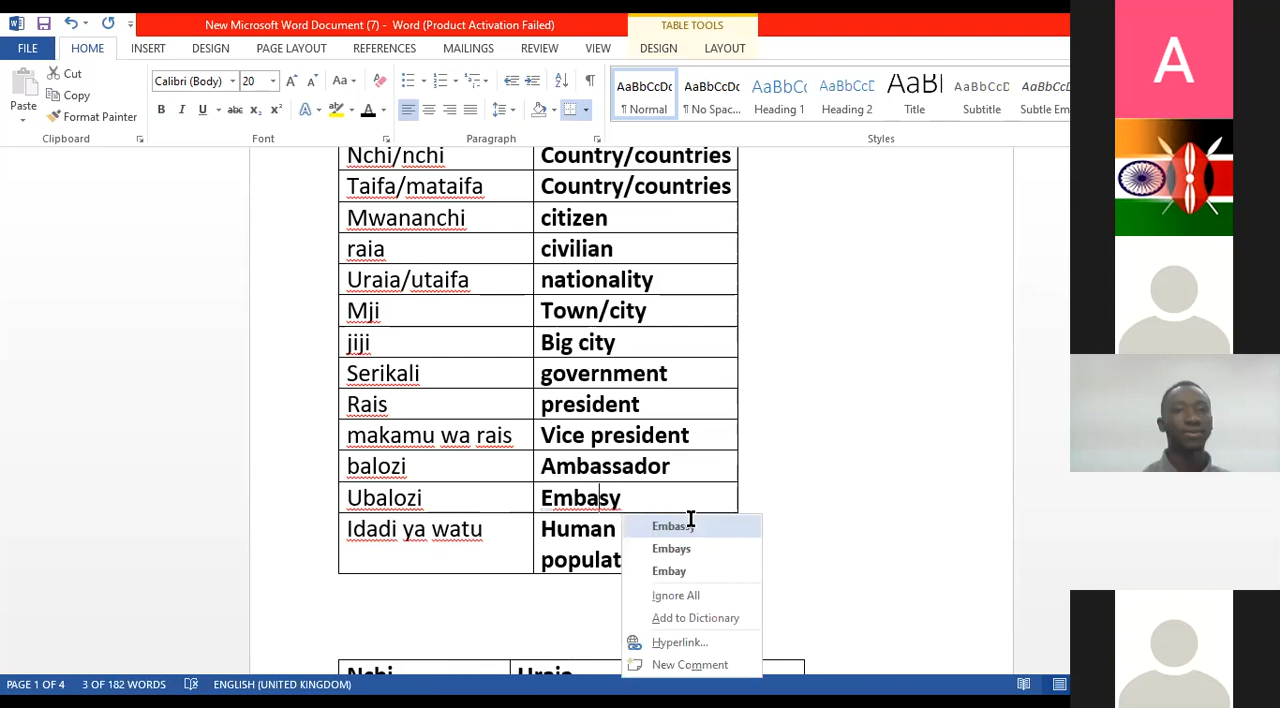 New Microsoft Word Document (7) - Word (Product Activation Failed)
TABLE TOOLS
FILE HOME INSERT DESIGN PAGE LAYOUT REFERENCES MAILINGS REVIEW VIEW DESIGN LAYOUT
Paste
Cut
Copy
Format Painter
Clipboard
Calibri (Body) 20
Font
Paragraph
AaBbCcDc AaBbCcDc AaBbCc AaBbCcD AaBl AaBbCcD AaBbCcDc
¶ Normal ¶ No Spac... Heading 1 Heading 2 Title Subtitle Subtle Em
Styles
Nchi/nchi Country/countries
Taifa/mataifa Country/countries
Mwananchi citizen
raia civilian
Uraia/utaifa nationality
Mji Town/city
jiji Big city
Serikali government
Rais president
makamu wa rais Vice president
balozi Ambassador
Ubalozi Embasy
Idadi ya watu Human
populat
Embassy
Embays
Embay
Ignore All
Add to Dictionary
Hyperlink...
New Comment
Nchi Uraia
PAGE 1 OF 4 3 OF 182 WORDS ENGLISH (UNITED KINGDOM)
A